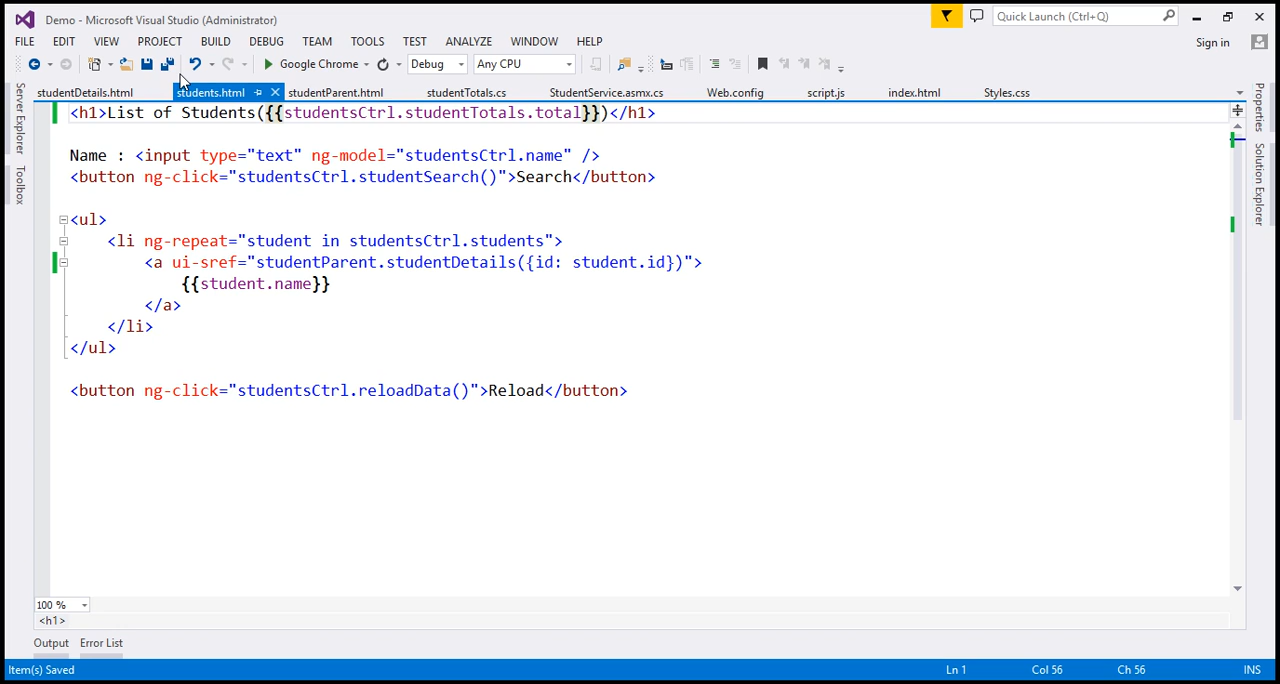 Demo - Microsoft Visual Studio (Administrator)
Quick Launch (Ctrl+Q)
FILE EDIT VIEW PROJECT BUILD DEBUG TEAM TOOLS TEST ANALYZE WINDOW HELP
Sign in
Google Chrome Debug Any CPU
studentDetails.html students.html studentParent.html studentTotals.cs StudentService.asmx.cs Web.config script.js index.html Styles.css
Server Explorer
Toolbox
Properties
Solution Explorer
<h1>List of Students({{studentsCtrl.studentTotals.total}})</h1>
Name : <input type="text" ng-model="studentsCtrl.name" />
<button ng-click="studentsCtrl.studentSearch()">Search</button>
<ul>
<li ng-repeat="student in studentsCtrl.students">
<a ui-sref="studentParent.studentDetails({id: student.id})">
{{student.name}}
</a>
</li>
</ul>
<button ng-click="studentsCtrl.reloadData()">Reload</button>
100 %
<h1>
Output Error List
Item(s) Saved Ln 1 Col 56 Ch 56 INS